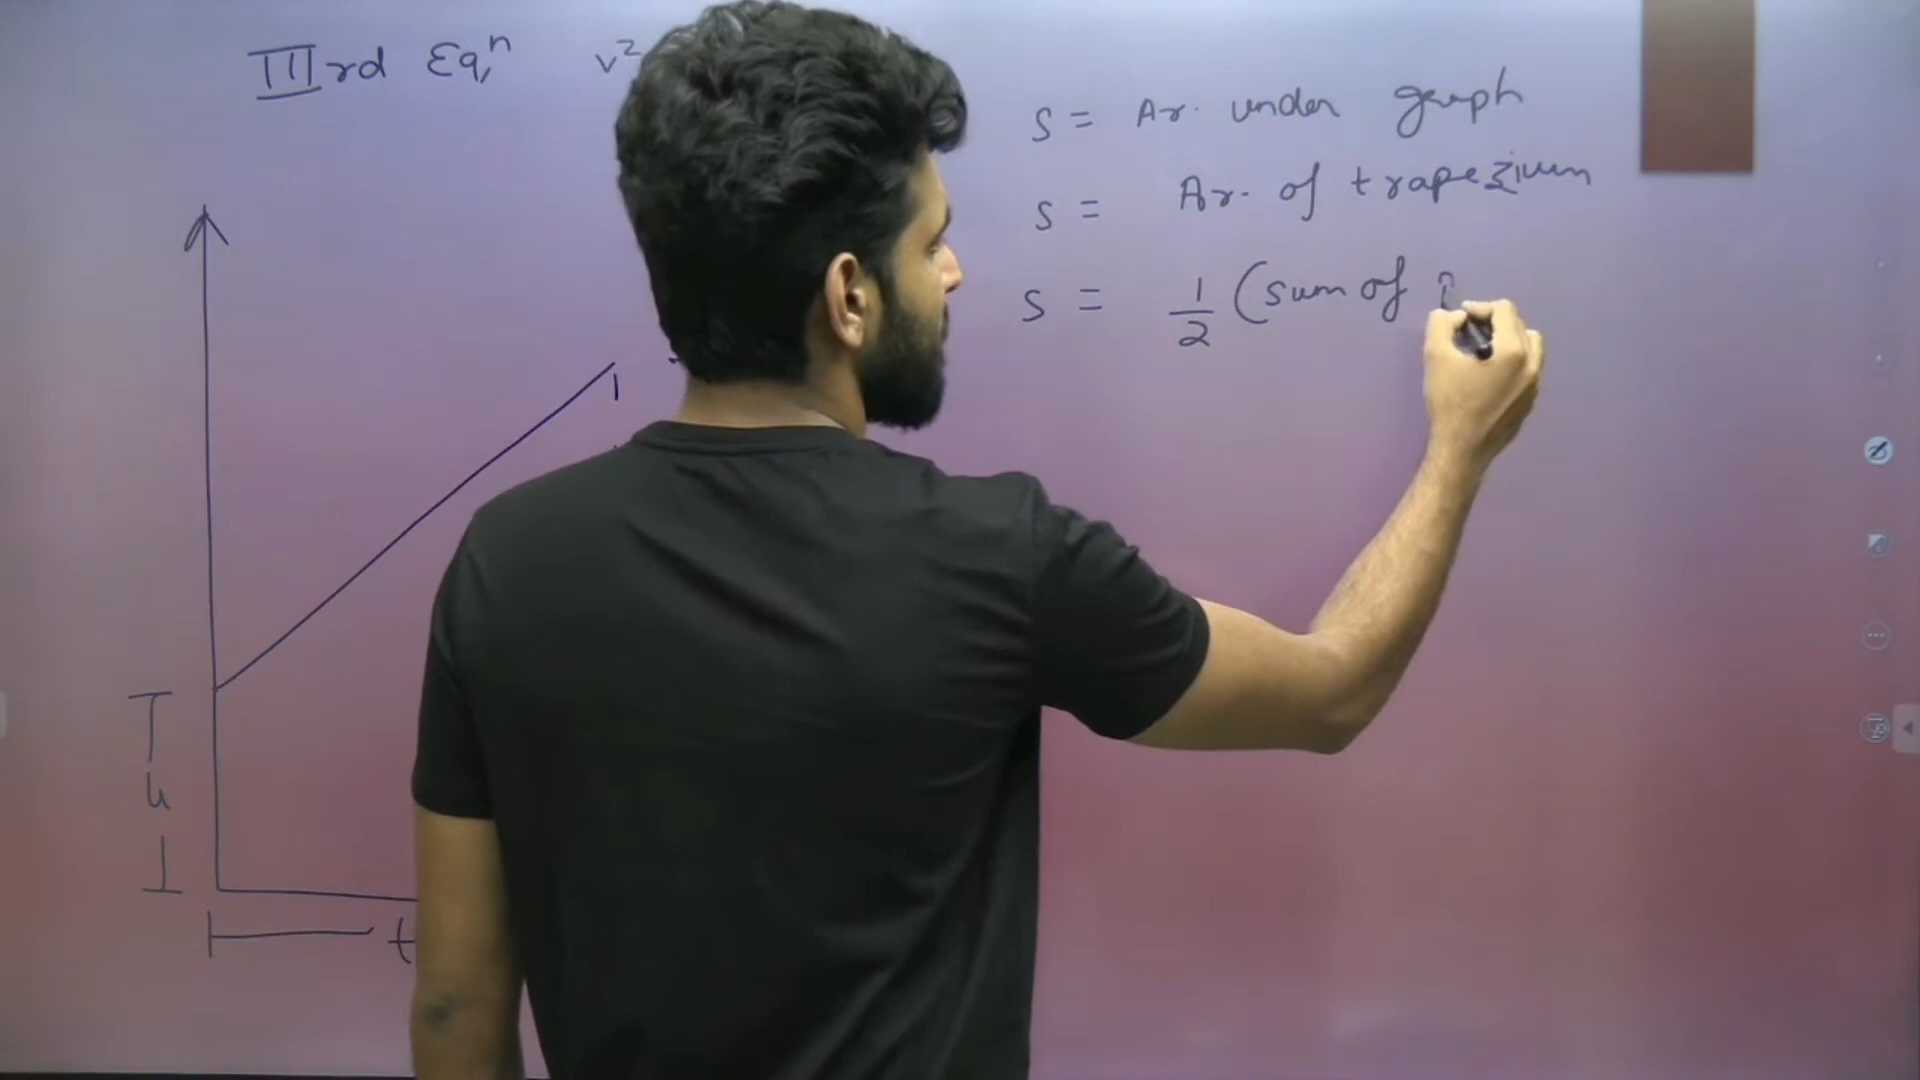 IIIrd Eqn v²
s = Ar. under graph
s = Ar. of trapezium
s = 1/2 (sum of
u
t